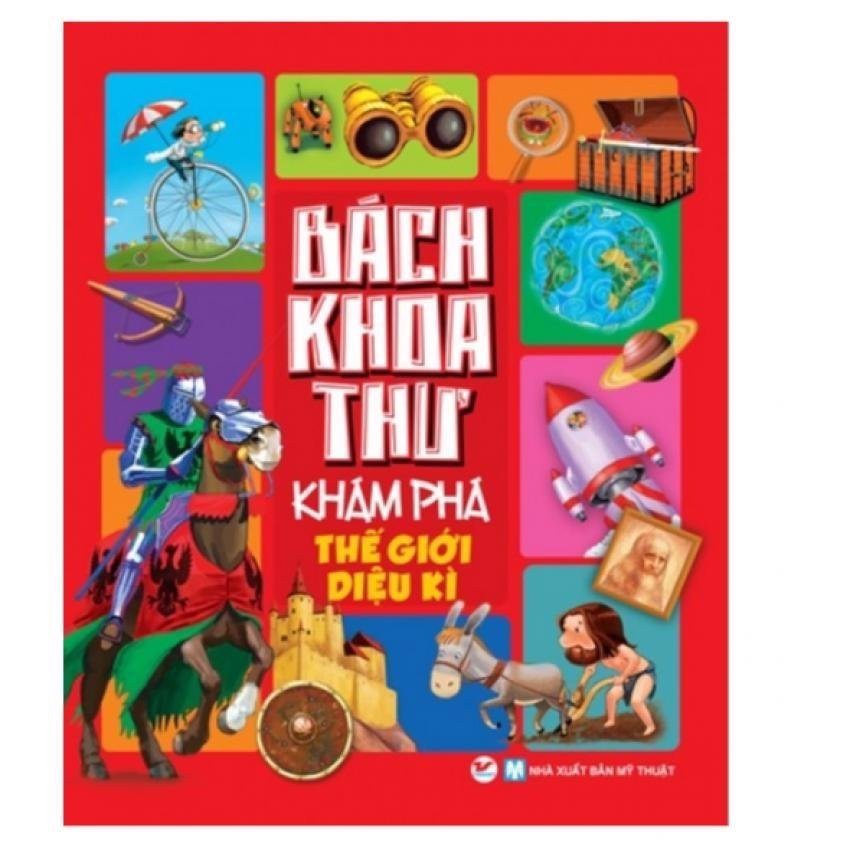 BÁCH
KHOA
THƯ
KHÁM PHÁ
THẾ GIỚI
DIỆU KÌ
NHÀ XUẤT BẢN MỸ THUẬT